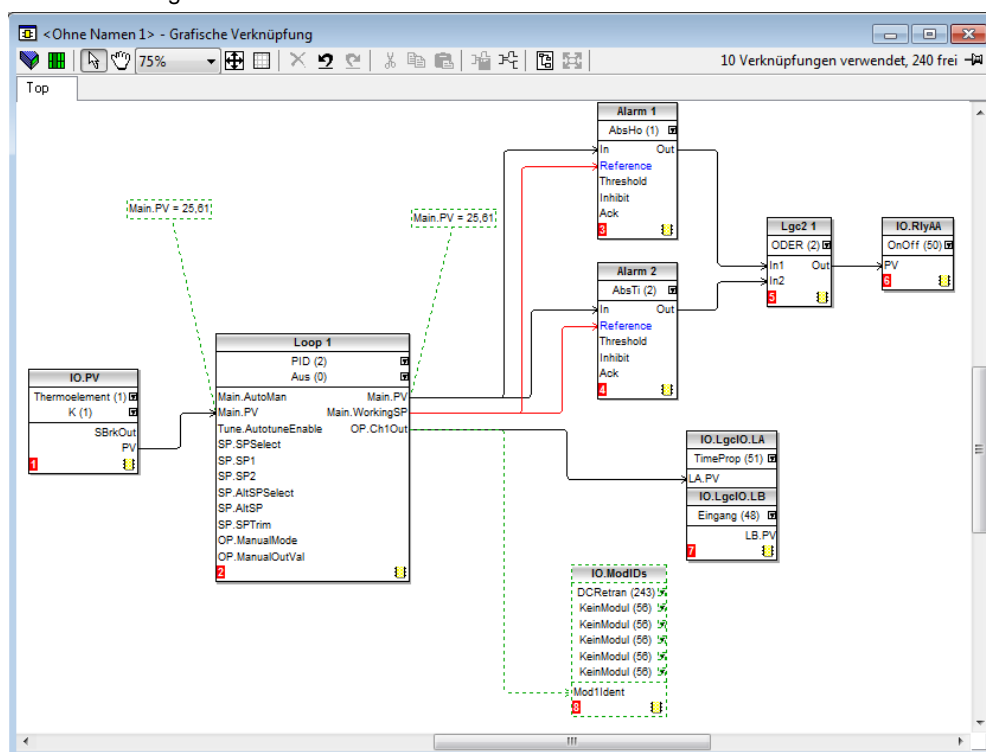 <Ohne Namen 1> - Grafische Verknüpfung
75%
10 Verknüpfungen verwendet, 240 frei
Top
Alarm 1
AbsHo (1)
In Out
Reference
Threshold
Inhibit
Ack
3
Main.PV = 25,61
Main.PV = 25,61
Lgc2 1
ODER (2)
In1 Out
In2
5
IO.RlyAA
OnOff (50)
PV
6
Alarm 2
AbsTi (2)
In Out
Reference
Threshold
Inhibit
Ack
4
Loop 1
PID (2)
Aus (0)
Main.AutoMan Main.PV
Main.PV Main.WorkingSP
Tune.AutotuneEnable OP.Ch1Out
SP.SPSelect
SP.SP1
SP.SP2
SP.AltSPSelect
SP.AltSP
SP.SPTrim
OP.ManualMode
OP.ManualOutVal
2
IO.PV
Thermoelement (1)
K (1)
SBrkOut
PV
1
IO.LgcIO.LA
TimeProp (51)
LA.PV
IO.LgcIO.LB
Eingang (48)
LB.PV
7
IO.ModIDs
DCRetran (243)
KeinModul (56)
KeinModul (56)
KeinModul (56)
KeinModul (56)
KeinModul (56)
Mod1Ident
8